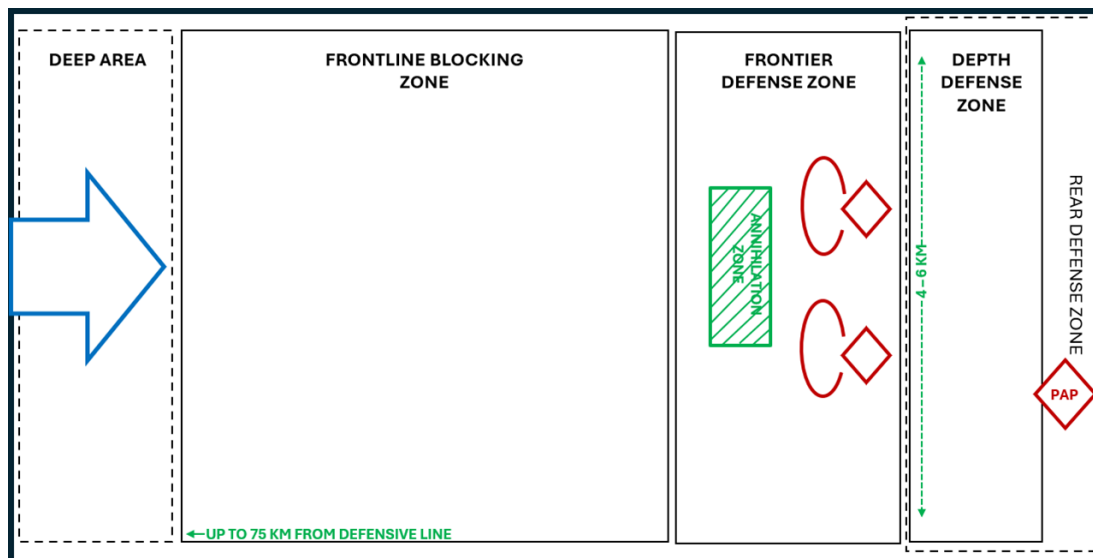 DEEP AREA
FRONTLINE BLOCKING
ZONE
FRONTIER
DEFENSE ZONE
DEPTH
DEFENSE
ZONE
ANNIHILATION
ZONE
4–6 KM
REAR DEFENSE ZONE
PAP
UP TO 75 KM FROM DEFENSIVE LINE